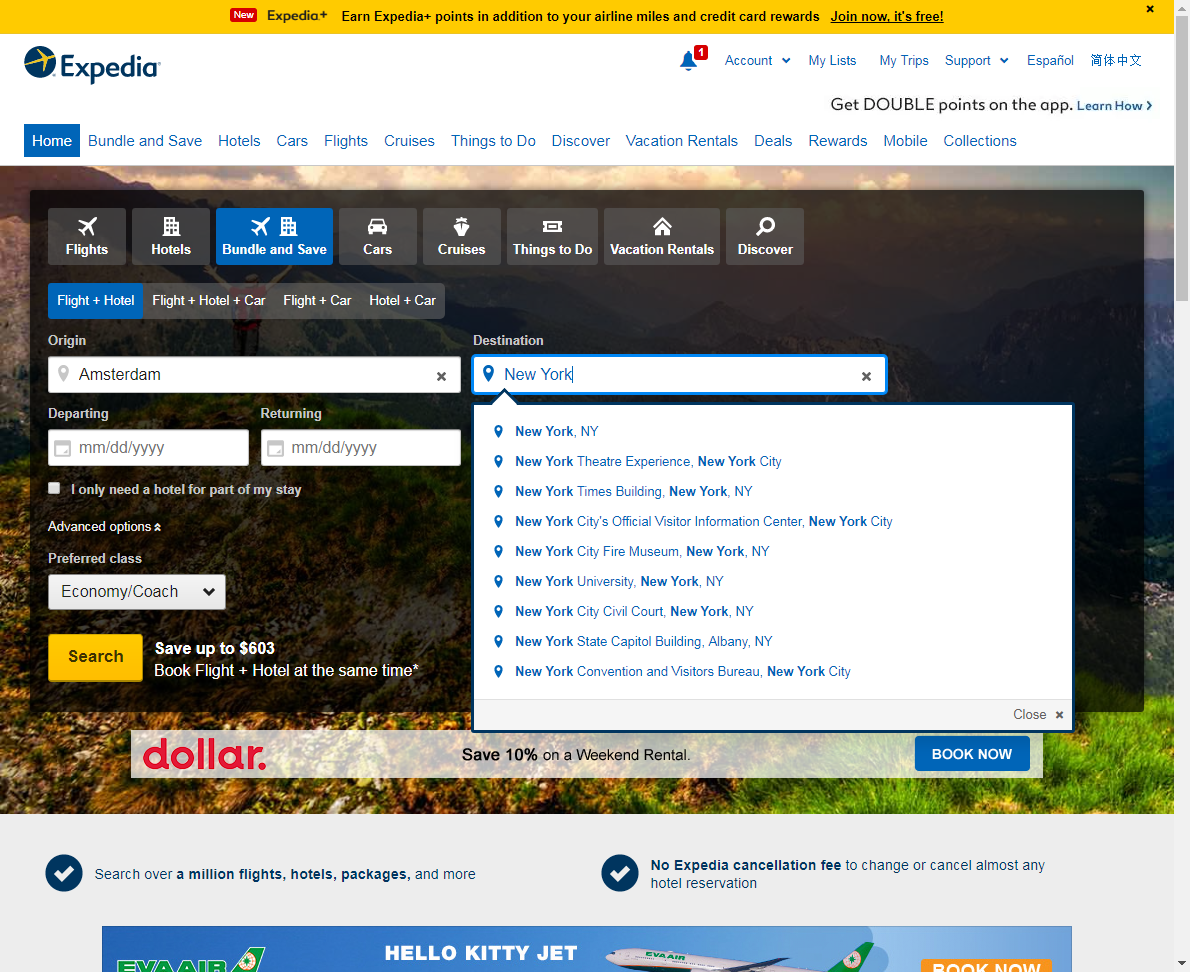 New Expedia+ Earn Expedia+ points in addition to your airline miles and credit card rewards Join now, it's free!
Expedia
1 Account My Lists My Trips Support Español 简体中文
Get DOUBLE points on the app. Learn How
Home Bundle and Save Hotels Cars Flights Cruises Things to Do Discover Vacation Rentals Deals Rewards Mobile Collections
Flights Hotels Bundle and Save Cars Cruises Things to Do Vacation Rentals Discover
Flight + Hotel Flight + Hotel + Car Flight + Car Hotel + Car
Origin Destination
Amsterdam New York
Departing Returning
mm/dd/yyyy mm/dd/yyyy
I only need a hotel for part of my stay
Advanced options
Preferred class
Economy/Coach
Search
Save up to $603
Book Flight + Hotel at the same time*
New York, NY
New York Theatre Experience, New York City
New York Times Building, New York, NY
New York City's Official Visitor Information Center, New York City
New York City Fire Museum, New York, NY
New York University, New York, NY
New York City Civil Court, New York, NY
New York State Capitol Building, Albany, NY
New York Convention and Visitors Bureau, New York City
Close
dollar. Save 10% on a Weekend Rental. BOOK NOW
Search over a million flights, hotels, packages, and more
No Expedia cancellation fee to change or cancel almost any
hotel reservation
HELLO KITTY JET
EVA AIR
EVA AIR
BOOK NOW